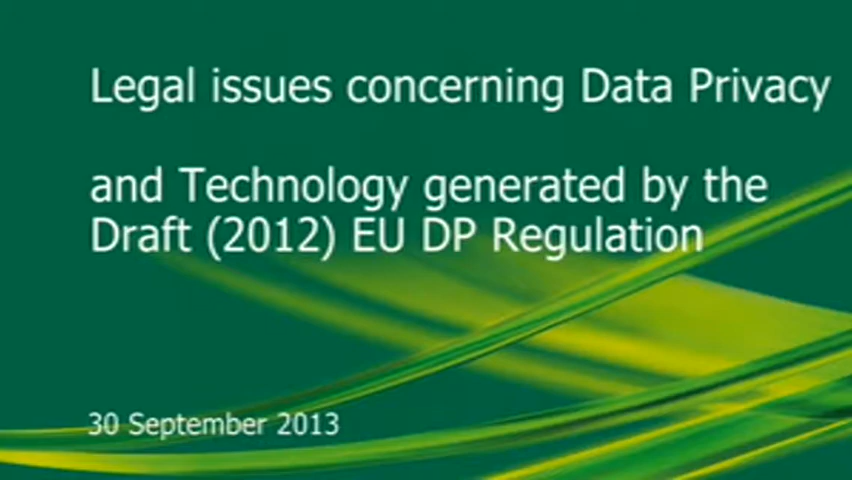 Legal issues concerning Data Privacy
and Technology generated by the
Draft (2012) EU DP Regulation
30 September 2013